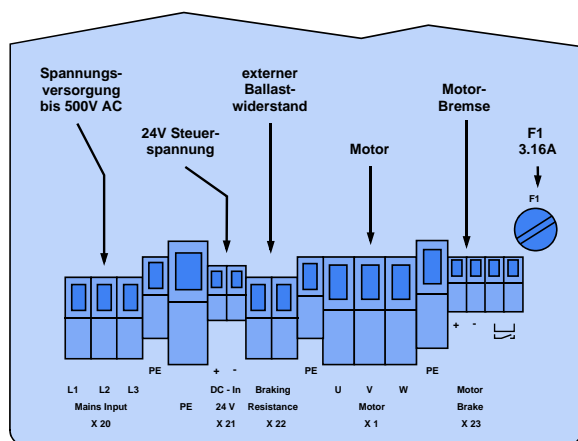 Spannungs-
versorgung
bis 500V AC
externer
Ballast-
widerstand
24V Steuer-
spannung
Motor
Motor-
Bremse
F1
3.16A
F1
+ -
PE PE PE
L1 L2 L3 PE DC - In Braking U V W Motor
+ -
Mains Input 24 V Resistance Motor Brake
X 20 X 21 X 22 X 1 X 23